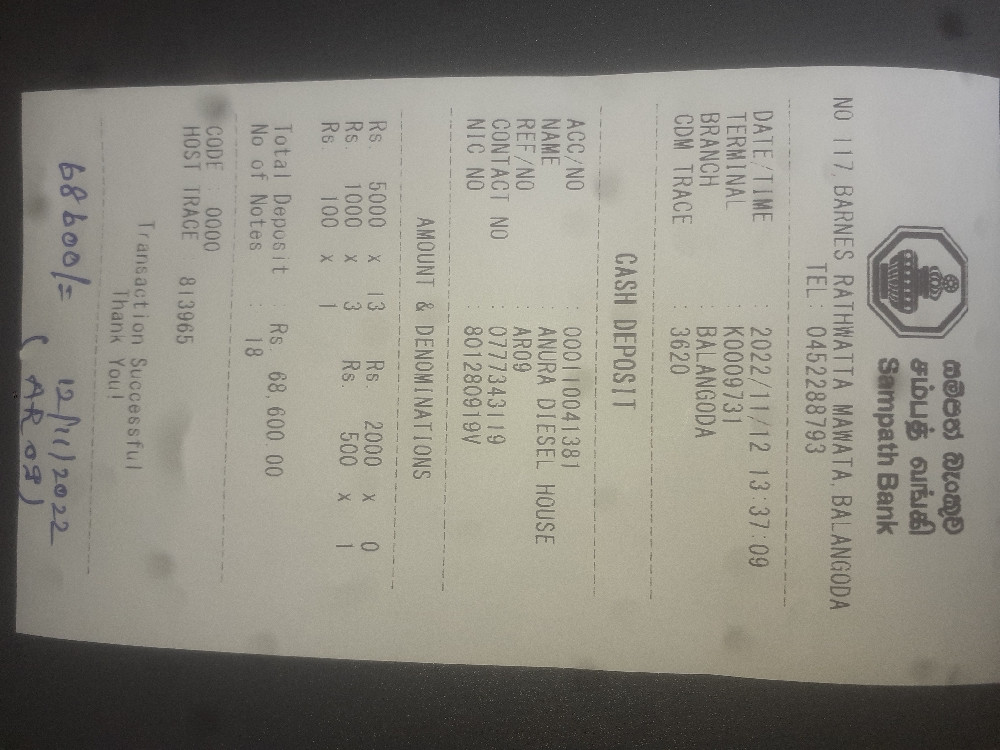 සම්පත් බැංකුව
சம்பத் வங்கி
Sampath Bank
NO 117, BARNES RATHWATTA MAWATA, BALANGODA
TEL: 0452288793
DATE/TIME : 2022/11/12 13:37:09
TERMINAL : K0009731
BRANCH : BALANGODA
CDM TRACE : 3620
CASH DEPOSIT
ACC/NO : 000110041381
NAME : ANURA DIESEL HOUSE
REF/NO : AR09
CONTACT NO : 0777343119
NIC NO : 801280919V
AMOUNT & DENOMINATIONS
Rs. 5000 x 13 Rs. 2000 x 0
Rs. 1000 x 3 Rs. 500 x 1
Rs. 100 x 1
Total Deposit : Rs. 68,600.00
No of Notes : 18
CODE : 0000
HOST TRACE 813965
Transaction Successful
Thank You!
68600/= 12/11/2022
(AR09)